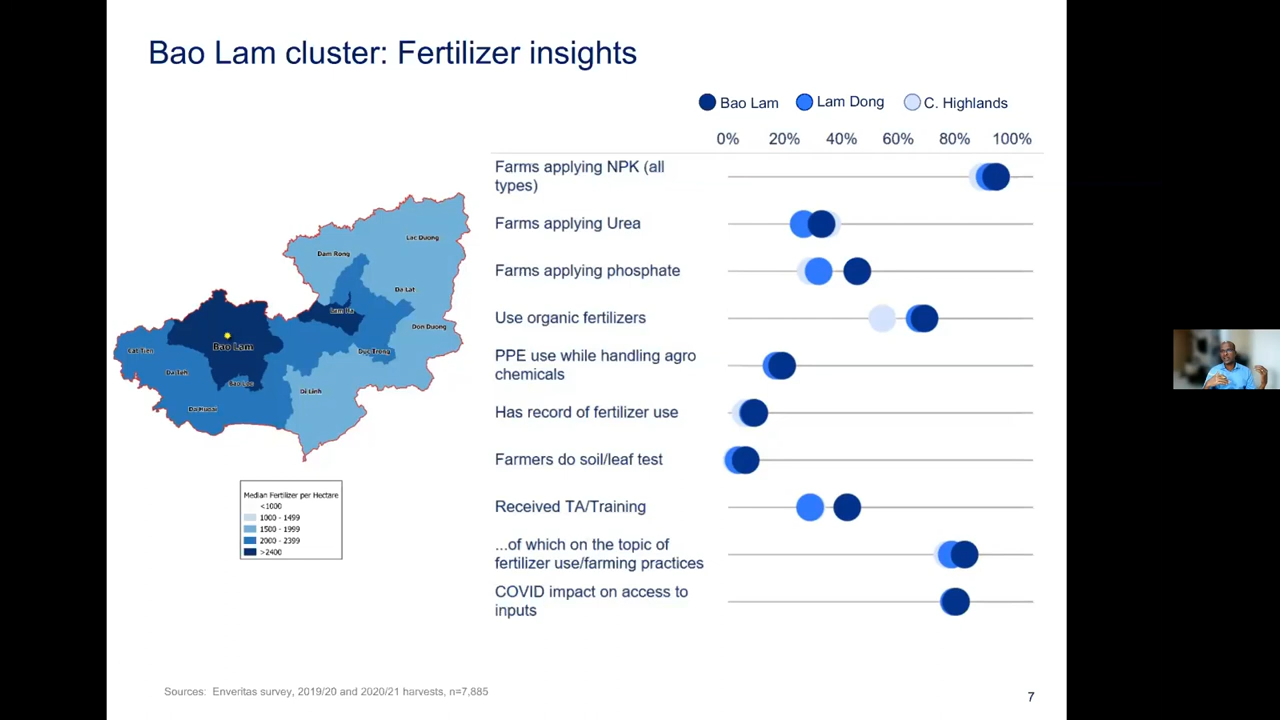 Bao Lam cluster: Fertilizer insights
Bao Lam
Lam Dong
C. Highlands
0% 20% 40% 60% 80% 100%
Farms applying NPK (all
types)
Farms applying Urea
Farms applying phosphate
Use organic fertilizers
PPE use while handling agro
chemicals
Has record of fertilizer use
Farmers do soil/leaf test
Received TA/Training
...of which on the topic of
fertilizer use/farming practices
COVID impact on access to
inputs
Lac Duong
Dam Rong
Da Lat
Lam Ha
Don Duong
Bao Lam
Cat Tien
Duc Trong
Da Teh
Bao Loc
Di Linh
Da Huoai
Median Fertilizer per Hectare
<1000
1000 - 1499
1500 - 1999
2000 - 2399
>2400
Sources: Enveritas survey, 2019/20 and 2020/21 harvests, n=7,885
7